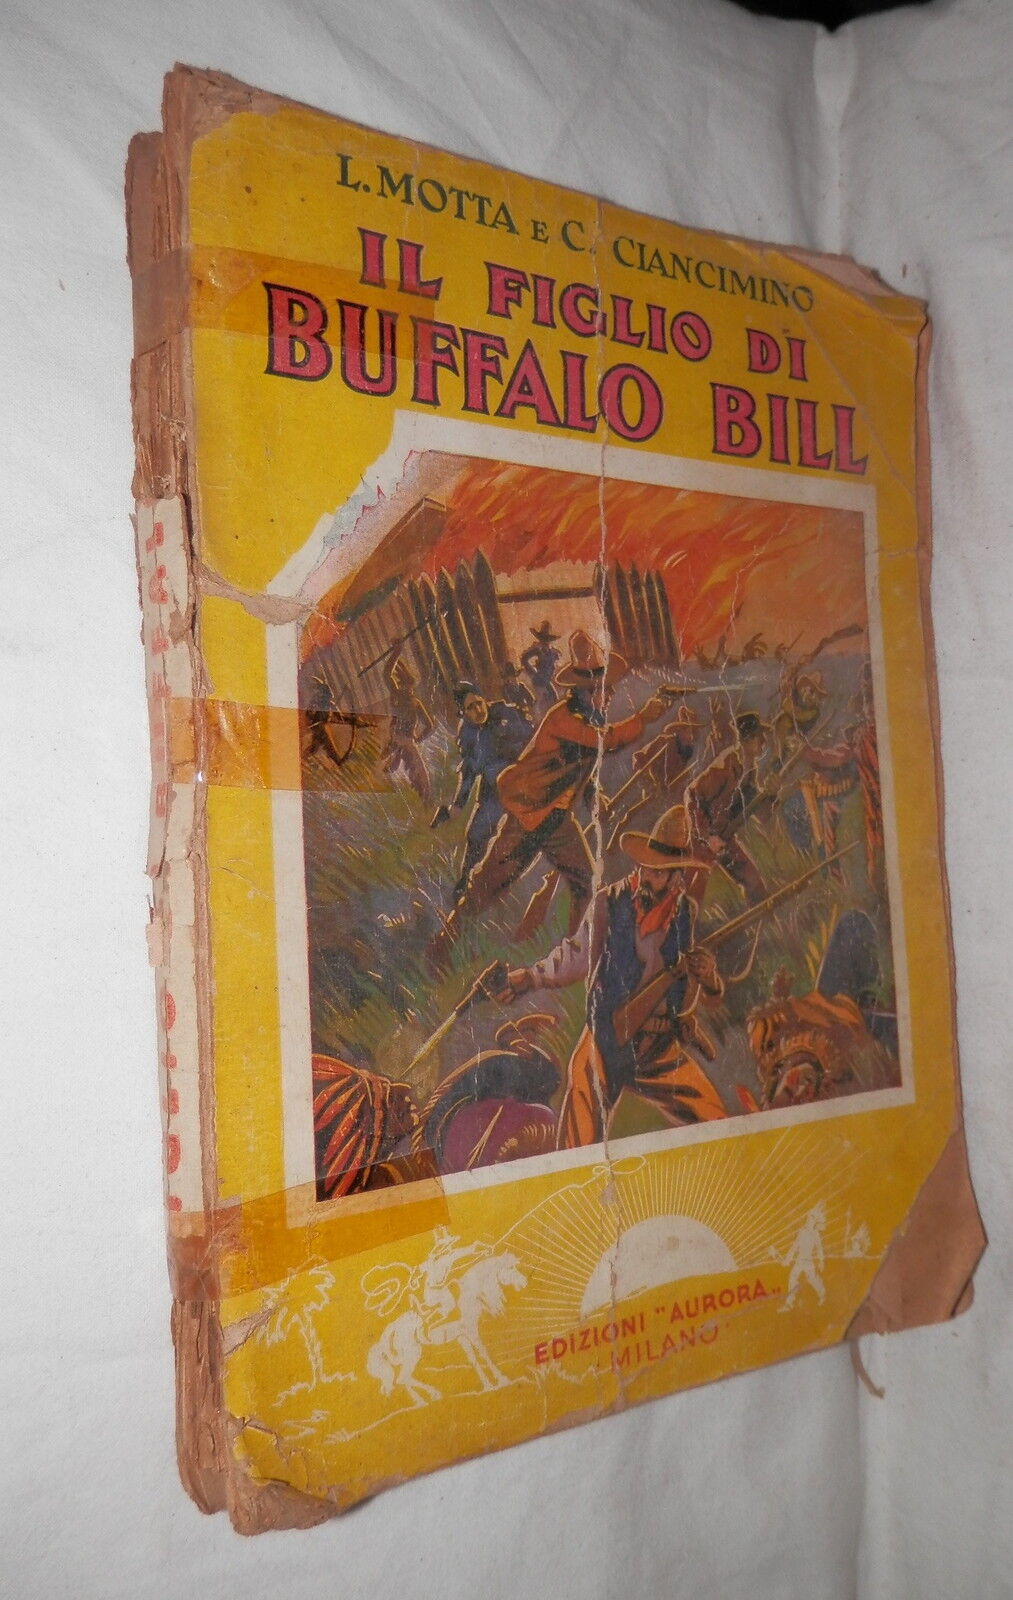 L. MOTTA E C. CIANCIMINO
IL FIGLIO DI
BUFFALO BILL
EDIZIONI "AURORA"
MILANO